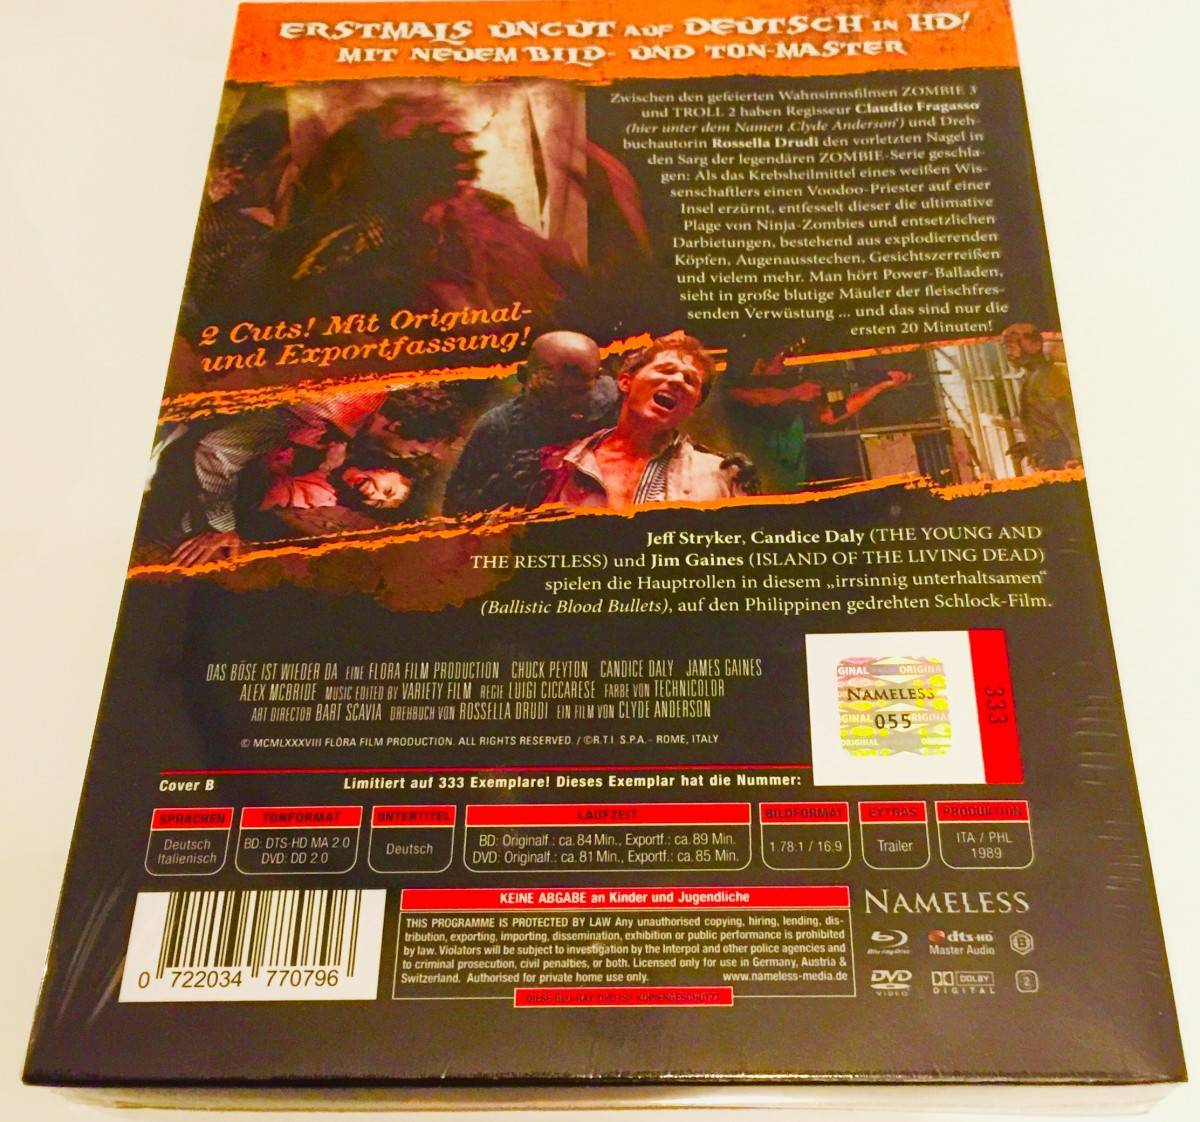 ERSTMALS UNCUT AUF DEUTSCH IN HD!
MIT NEUEM BILD- UND TON-MASTER
Zwischen den gefeierten Wahnsinnsfilmen ZOMBIE 3
und TROLL 2 haben Regisseur Claudio Fragasso
(hier unter dem Namen ‚Clyde Anderson') und Dreh-
buchautorin Rossella Drudi den vorletzten Nagel in
den Sarg der legendären ZOMBIE-Serie geschla-
gen: Als das Krebsheilmittel eines weißen Wis-
senschaftlers einen Voodoo-Priester auf einer
Insel erzürnt, entfesselt dieser die ultimative
Plage von Ninja-Zombies und entsetzlichen
Darbietungen, bestehend aus explodierenden
Köpfen, Augenausstechen, Gesichtszerreißen
und vielem mehr. Man hört Power-Balladen,
sieht in große blutige Mäuler der fleischfres-
senden Verwüstung ... und das sind nur die
ersten 20 Minuten!
2 Cuts! Mit Original-
und Exportfassung!
Jeff Stryker, Candice Daly (THE YOUNG AND
THE RESTLESS) und Jim Gaines (ISLAND OF THE LIVING DEAD)
spielen die Hauptrollen in diesem „irrsinnig unterhaltsamen"
(Ballistic Blood Bullets), auf den Philippinen gedrehten Schlock-Film.
DAS BÖSE IST WIEDER DA EINE FLORA FILM PRODUCTION CHUCK PEYTON CANDICE DALY JAMES GAINES
ALEX MCBRIDE MUSIC EDITED BY VARIETY FILM REGIE LUIGI CICCARESE FARBE VON TECHNICOLOR
ART DIRECTOR BART SCAVIA DREHBUCH VON ROSSELLA DRUDI EIN FILM VON CLYDE ANDERSON
© MCMLXXXVIII FLORA FILM PRODUCTION. ALL RIGHTS RESERVED. / ©R.T.I. S.P.A.- ROME, ITALY
GINAL ORIGINA
NAMELESS
GINAL 055 ORIGINA
ORIGINAL ORIGINAL
333
Cover B
Limitiert auf 333 Exemplare! Dieses Exemplar hat die Nummer:
SPRACHEN
Deutsch
Italienisch
TONFORMAT
BD: DTS-HD MA 2.0
DVD: DD 2.0
UNTERTITEL
Deutsch
LAUFZEIT
BD: Originalf.: ca. 84 Min., Exportf.: ca. 89 Min.
DVD: Originalf.: ca. 81 Min., Exportf.: ca. 85 Min.
BILDFORMAT
1.78:1 / 16:9
EXTRAS
Trailer
PRODUKTION
ITA / PHL
1989
0 722034 770796
KEINE ABGABE an Kinder und Jugendliche
THIS PROGRAMME IS PROTECTED BY LAW Any unauthorised copying, hiring, lending, dis-
tribution, exporting, importing, dissemination, exhibition or public performance is prohibited
by law. Violators will be subject to investigation by the Interpol and other police agencies and
to criminal prosecution, civil penalties, or both. Licensed only for use in Germany, Austria &
Switzerland. Authorised for private home use only. www.nameless-media.de
DIESE BLU-RAY/DVD IST KOPIERGESCHÜTZT
NAMELESS
Blu-ray Disc
dts-HD
Master Audio
B
DVD
VIDEO
DOLBY
DIGITAL
2